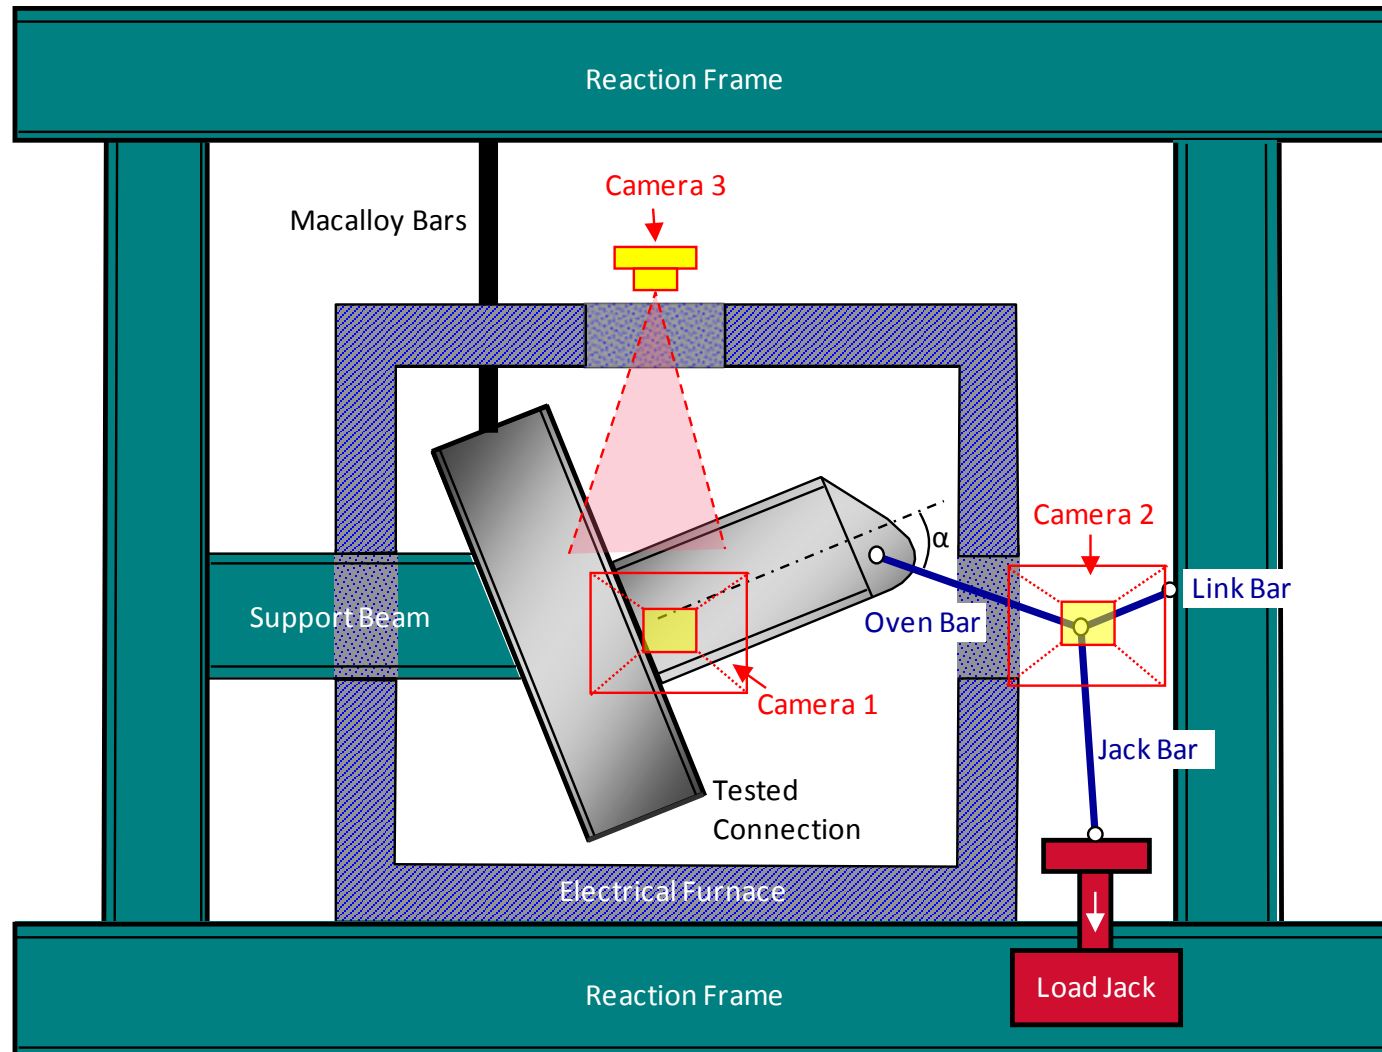 Reaction Frame
Camera 3
Macalloy Bars
Camera 2
α
Link Bar
Support Beam
Oven Bar
Camera 1
Jack Bar
Tested
Connection
Electrical Furnace
Load Jack
Reaction Frame